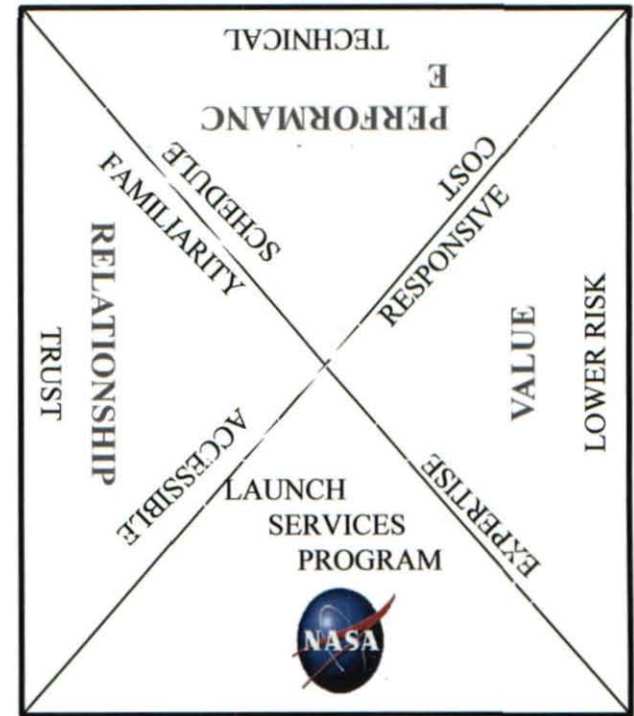 TECHNICAL
PERFORMANC
E
SCHEDULE
COST
FAMILIARITY
RELATIONSHIP
TRUST
ACCESSIBLE
RESPONSIVE
VALUE
LOWER RISK
EXPERTISE
LAUNCH
SERVICES
PROGRAM
NASA